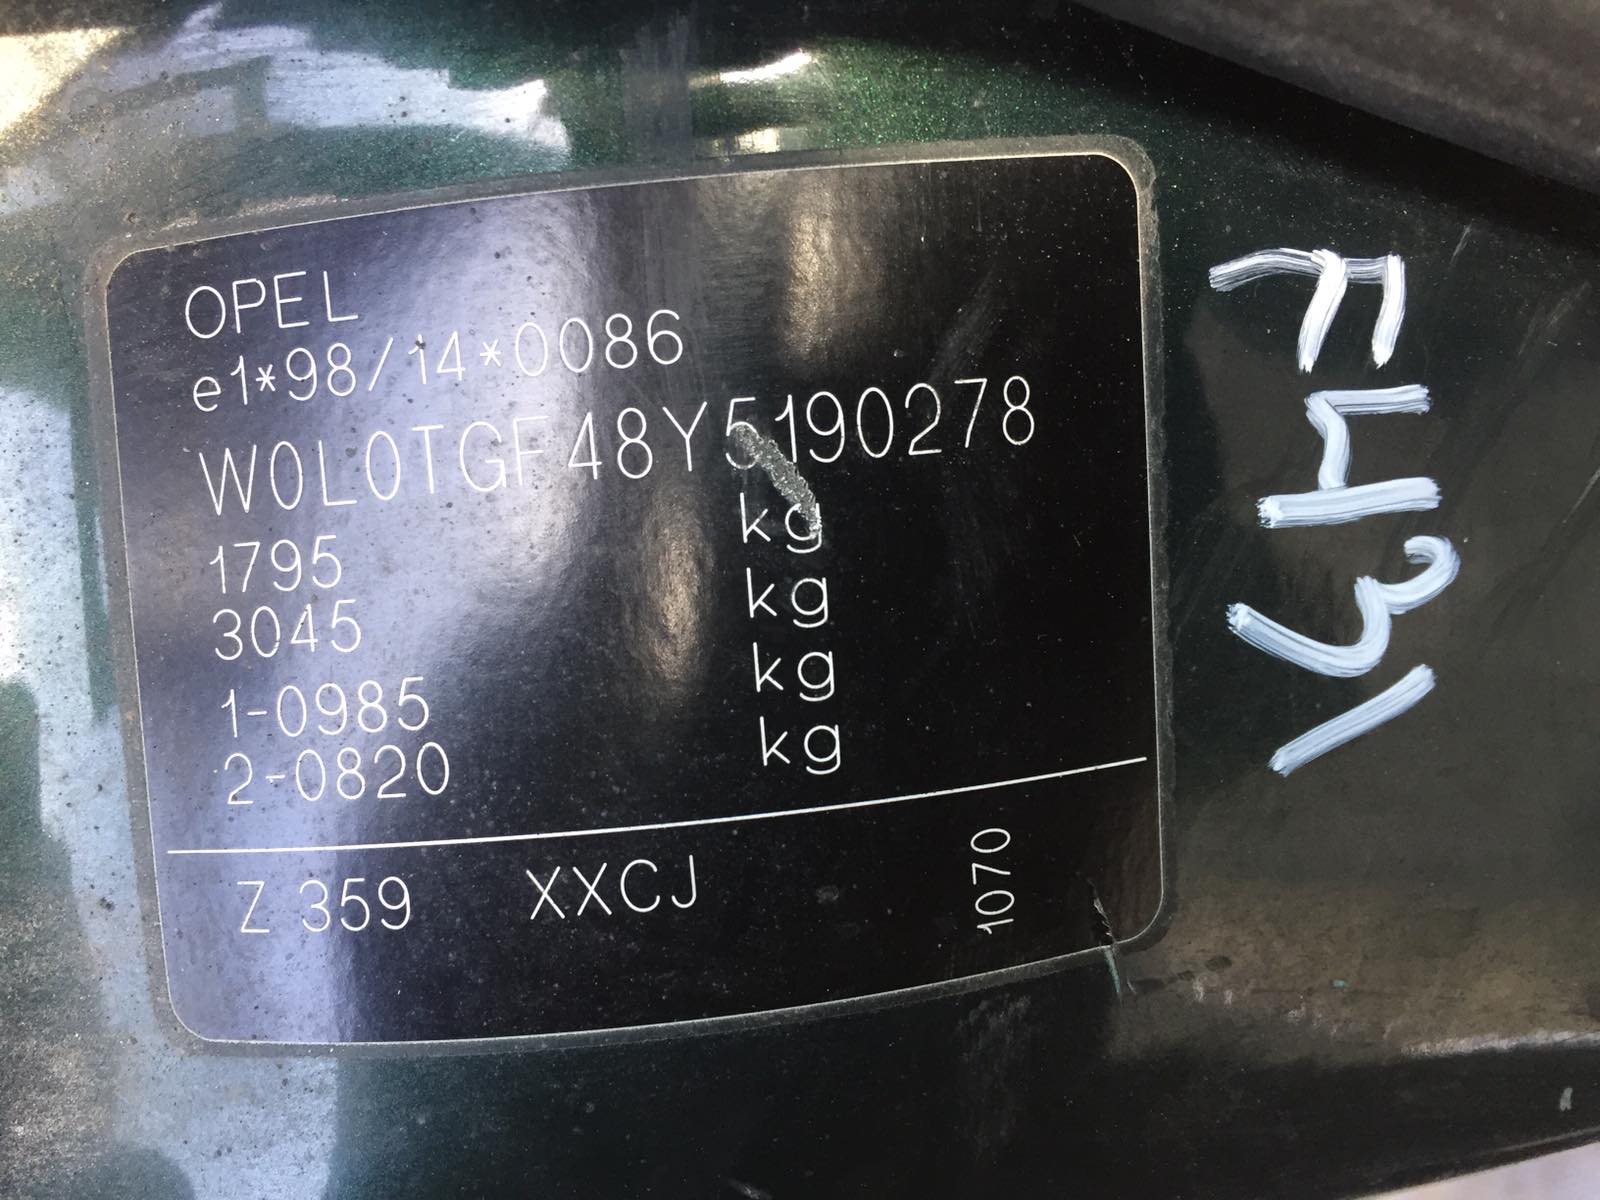 OPEL
e1*98/14*0086
W0L0TGF48Y5190278
1795 kg
3045 kg
1-0985 kg
2-0820 kg
Z 359 XXCJ 1070